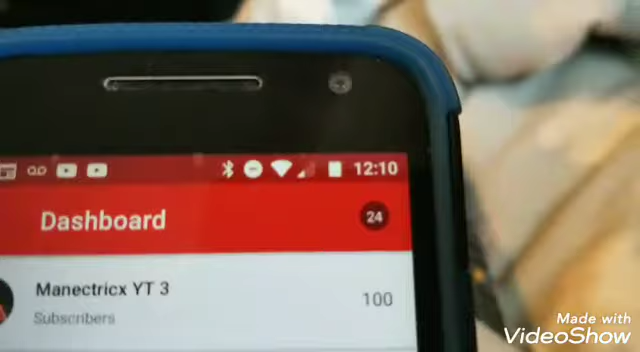 12:10
Dashboard
24
Manectricx YT 3
100
Subscribers
Made with
VideoShow